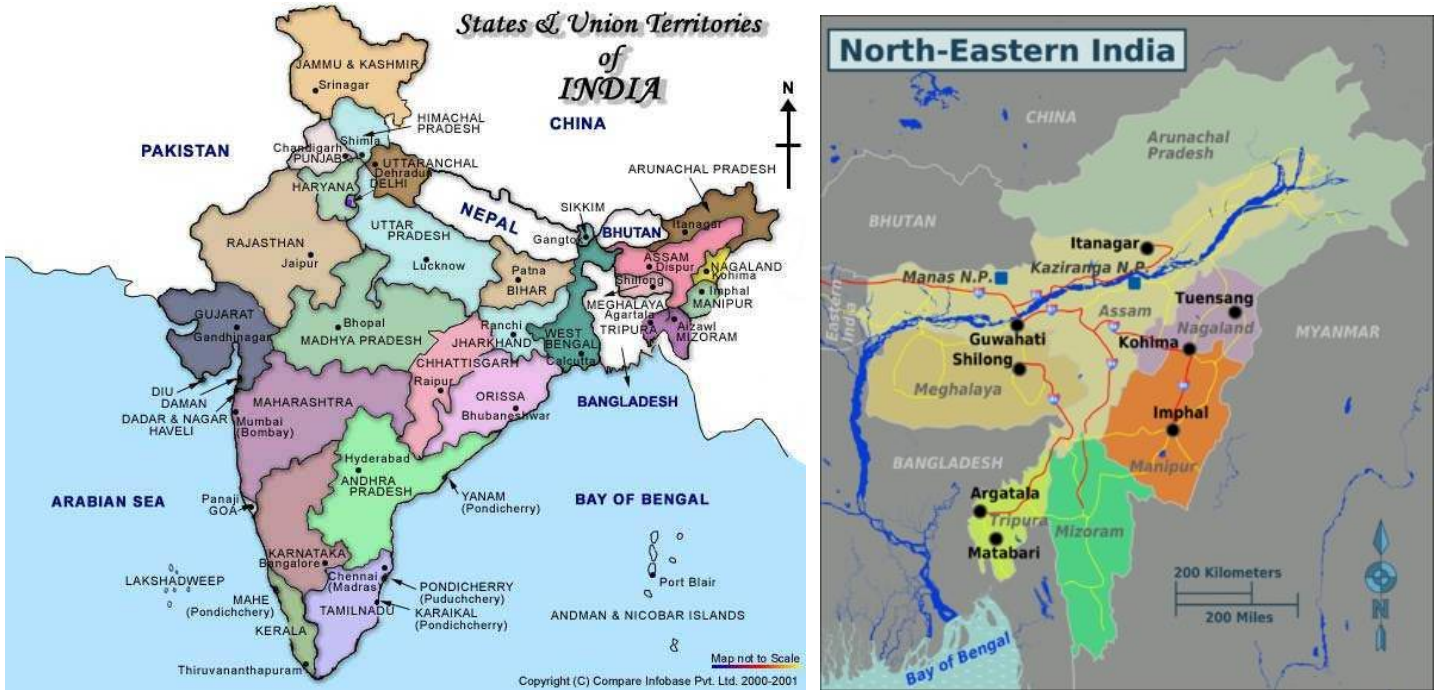 States & Union Territories
of
INDIA
N
JAMMU & KASHMIR
Srinagar
HIMACHAL
PRADESH
CHINA
PAKISTAN
Shimla
Chandigarh
PUNJAB
UTTARANCHAL
Dehradun
DELHI
HARYANA
ARUNACHAL PRADESH
NEPAL
SIKKIM
Gangtok
BHUTAN
Itanagar
RAJASTHAN
Jaipur
UTTAR
PRADESH
Lucknow
Patna
BIHAR
ASSAM
Dispur
NAGALAND
Kohima
Shillong
Imphal
MANIPUR
MEGHALAYA
Agartala
TRIPURA
Aizawl
MIZORAM
GUJARAT
Gandhinagar
Bhopal
MADHYA PRADESH
Ranchi
JHARKHAND
WEST
BENGAL
Calcutta
CHHATTISGARH
Raipur
ORISSA
Bhubaneshwar
BANGLADESH
DIU
DAMAN
DADAR & NAGAR
HAVELI
MAHARASHTRA
Mumbai
(Bombay)
Hyderabad
ANDHRA
PRADESH
YANAM
(Pondicherry)
ARABIAN SEA
BAY OF BENGAL
Panaji
GOA
KARNATAKA
Bangalore
Chennai
(Madras)
PONDICHERRY
(Puduchery)
LAKSHADWEEP
MAHE
(Pondichchery)
TAMILNADU
KARAIKAL
(Pondichcherry)
KERALA
Thiruvananthapuram
Port Blair
ANDMAN & NICOBAR ISLANDS
Map not to Scale
Copyright (C) Compare Infobase Pvt. Ltd. 2000-2001
North-Eastern India
CHINA
Arunachal
Pradesh
BHUTAN
Itanagar
Manas N.P.
Kaziranga N.P.
Eastern
India
Assam
Tuensang
Nagaland
MYANMAR
Guwahati
Kohima
Shilong
Meghalaya
Imphal
Manipur
BANGLADESH
Argatala
Tripura
Mizoram
Matabari
200 Kilometers
200 Miles
N
Bay of Bengal